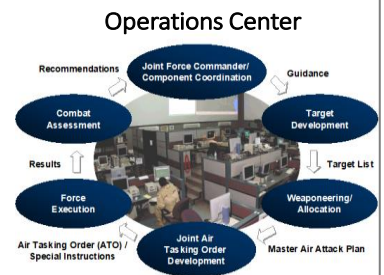 Operations Center
Joint Force Commander/
Component Coordination
Recommendations
Guidance
Combat
Assessment
Target
Development
Results
Target List
Force
Execution
Weaponeering/
Allocation
Air Tasking Order (ATO) /
Special Instructions
Joint Air
Tasking Order
Development
Master Air Attack Plan